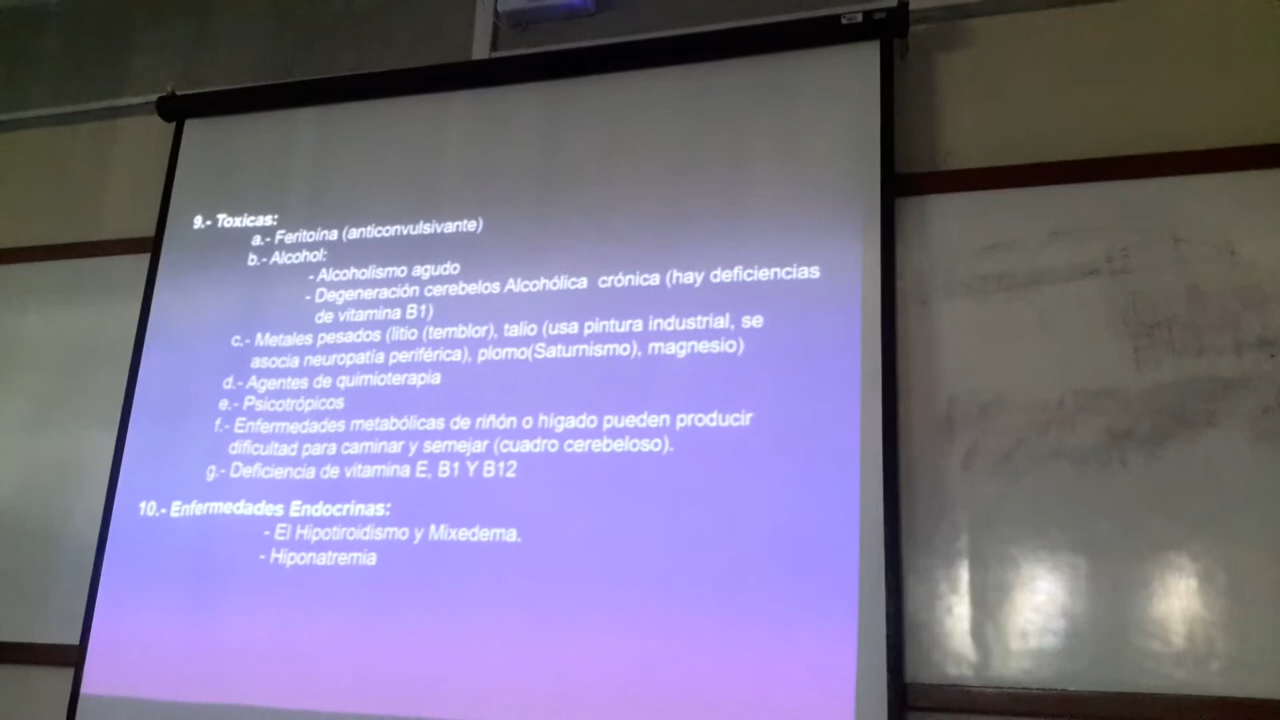 9.- Toxicas:
a.- Feritoína (anticonvulsivante)
b.- Alcohol:
- Alcoholismo agudo
- Degeneración cerebelos Alcohólica crónica (hay deficiencias
de vitamina B1)
c.- Metales pesados (litio (temblor), talio (usa pintura industrial, se
asocia neuropatía periférica), plomo(Saturnismo), magnesio)
d.- Agentes de quimioterapia
e.- Psicotrópicos
f.- Enfermedades metabólicas de riñón o hígado pueden producir
dificultad para caminar y semejar (cuadro cerebeloso).
g.- Deficiencia de vitamina E, B1 Y B12
10.- Enfermedades Endocrinas:
- El Hipotiroidismo y Mixedema.
- Hiponatremia